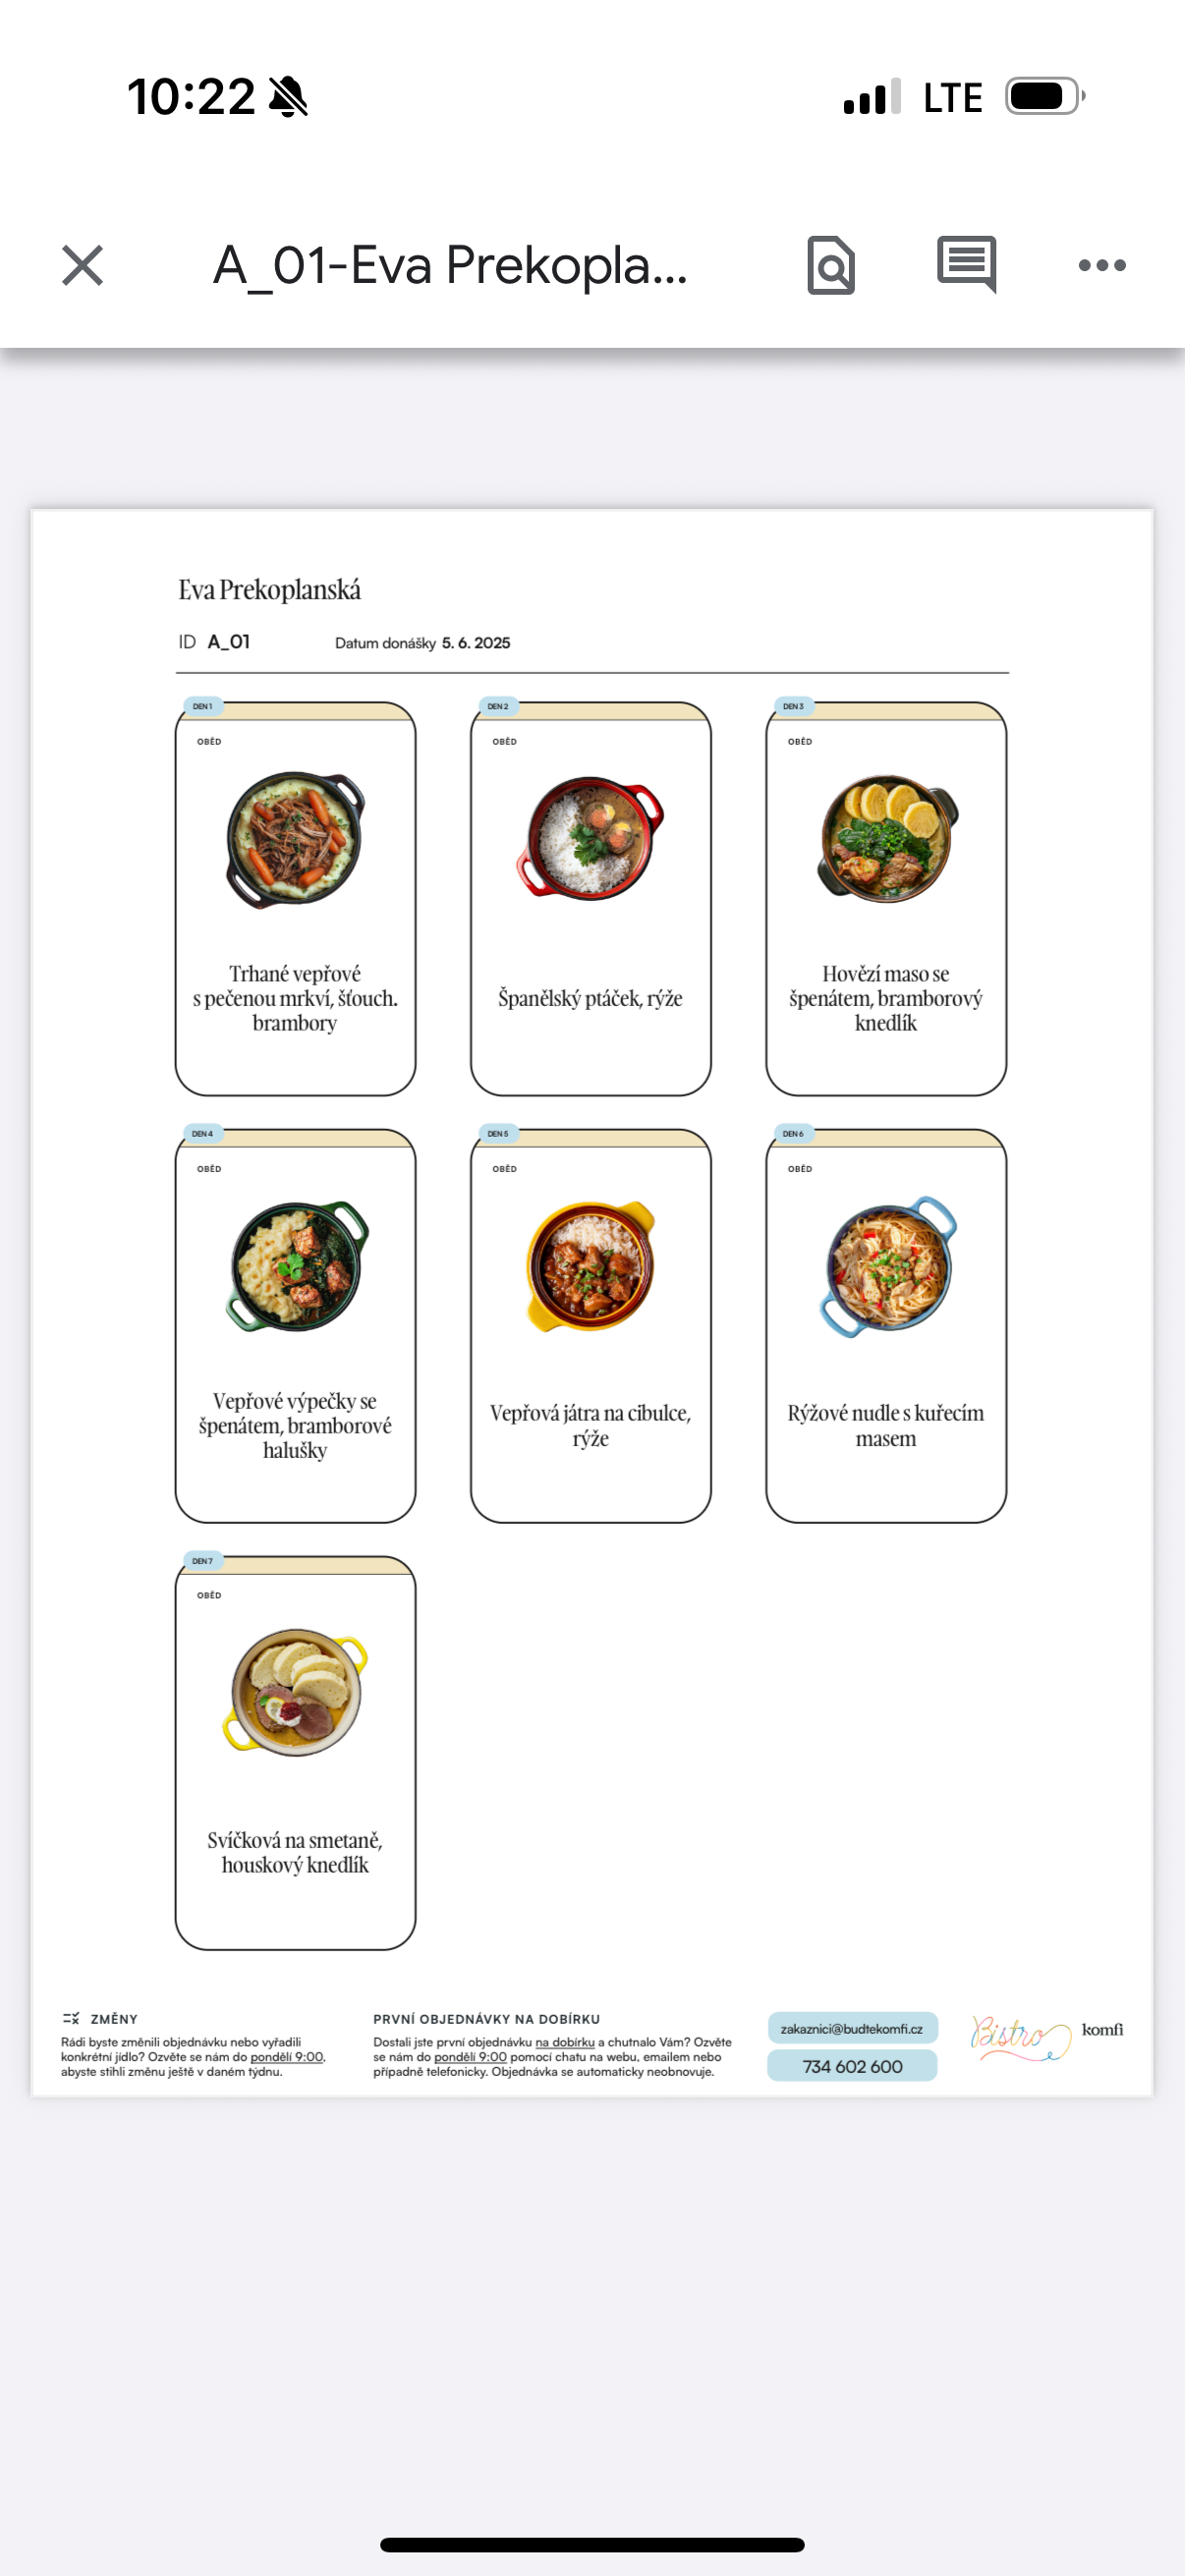 10:22
LTE
A_01-Eva Prekopla...
Eva Prekoplanská
ID A_01 Datum donášky 5. 6. 2025
DEN 1
OBĚD
Trhané vepřové
s pečenou mrkví, šťouch.
brambory
DEN 2
OBĚD
Španělský ptáček, rýže
DEN 3
OBĚD
Hovězí maso se
špenátem, bramborový
knedlík
DEN 4
OBĚD
Vepřové výpečky se
špenátem, bramborové
halušky
DEN 5
OBĚD
Vepřová játra na cibulce,
rýže
DEN 6
OBĚD
Rýžové nudle s kuřecím
masem
DEN 7
OBĚD
Svíčková na smetaně,
houskový knedlík
ZMĚNY
Rádi byste změnili objednávku nebo vyřadili
konkrétní jídlo? Ozvěte se nám do pondělí 9:00,
abyste stihli změnu ještě v daném týdnu.
PRVNÍ OBJEDNÁVKY NA DOBÍRKU
Dostali jste první objednávku na dobírku a chutnalo Vám? Ozvěte
se nám do pondělí 9:00 pomocí chatu na webu, emailem nebo
případně telefonicky. Objednávka se automaticky neobnovuje.
zakaznici@budtekomfi.cz
734 602 600
Bistro komfi